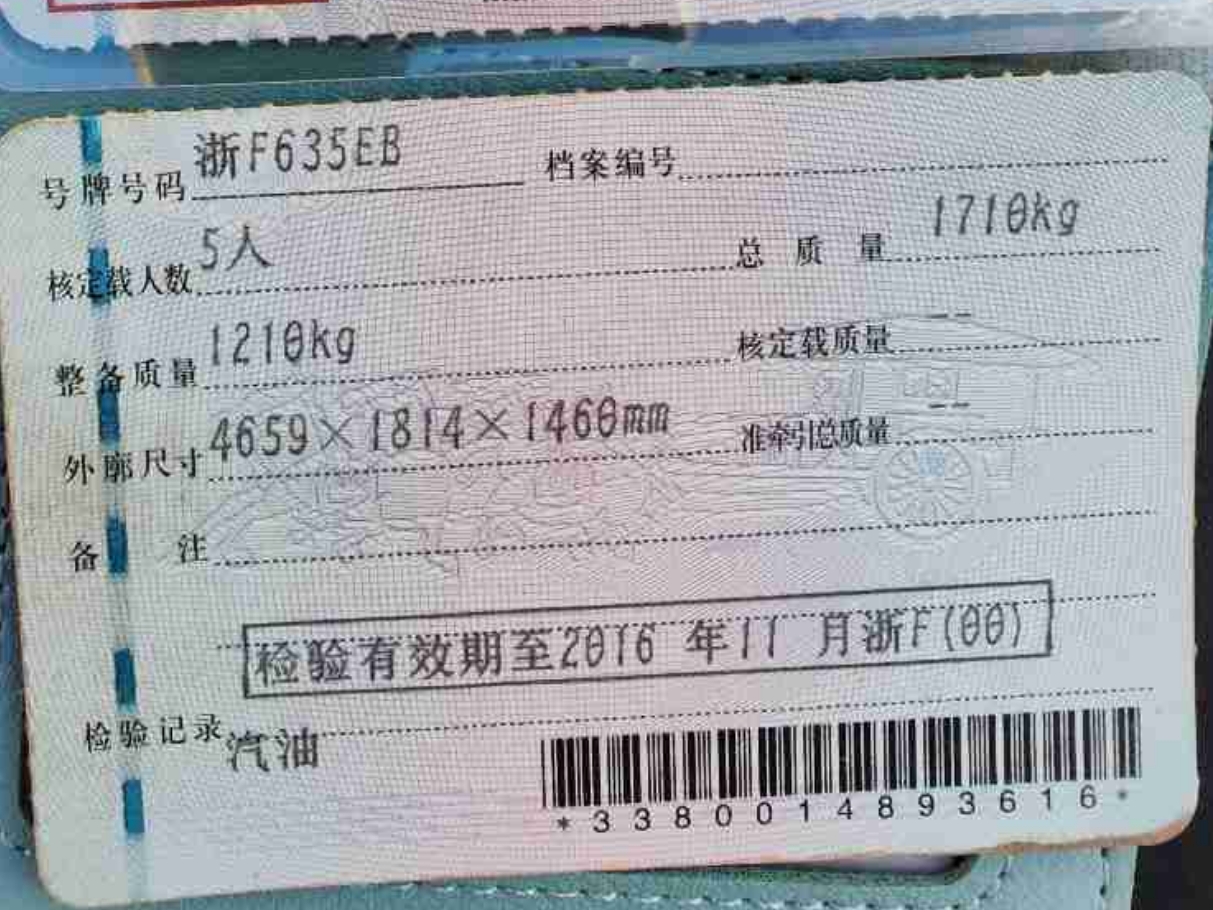 号牌号码 浙F635EB 档案编号
核定载人数 5人 总质量 1710kg
整备质量 1210kg 核定载质量 --
外廓尺寸 4659×1814×1460mm 准牵引总质量 --
备注
检验有效期至2016 年11 月浙F(00)
检验记录 汽油
*3380014893616*